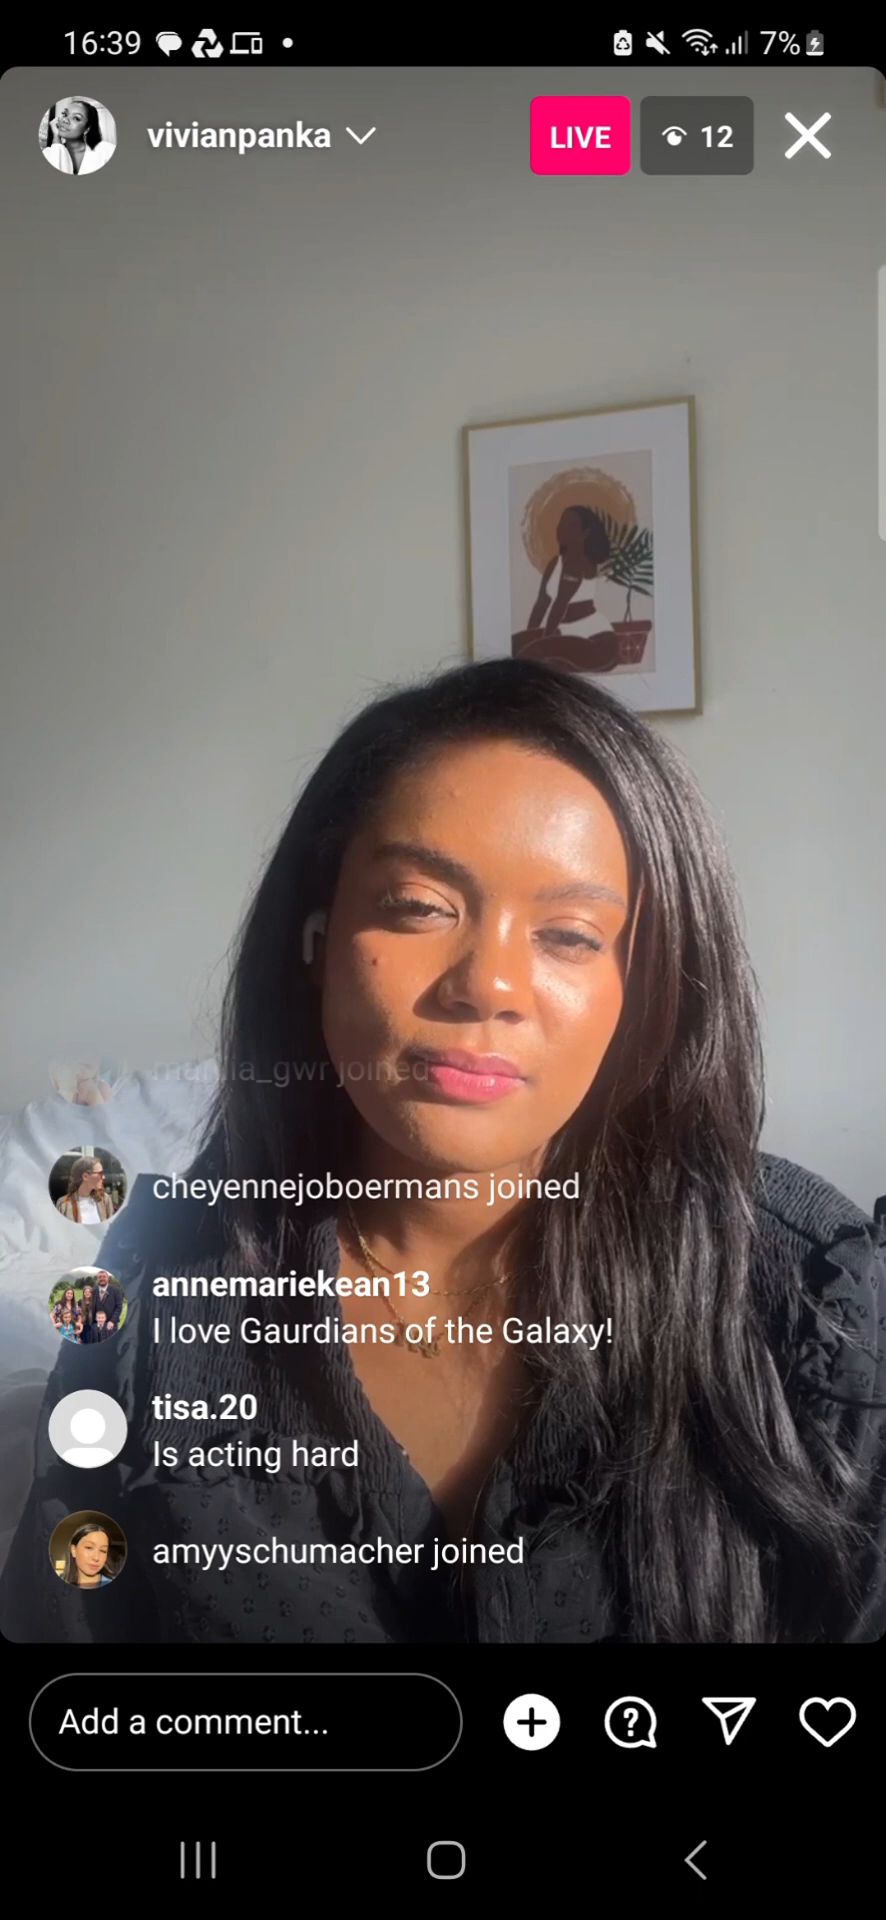 16:39
7%
vivianpanka
LIVE
12
joined
cheyennejoboermans joined
annemariekean13
I love Gaurdians of the Galaxy!
tisa.20
Is acting hard
amyyschumacher joined
Add a comment...